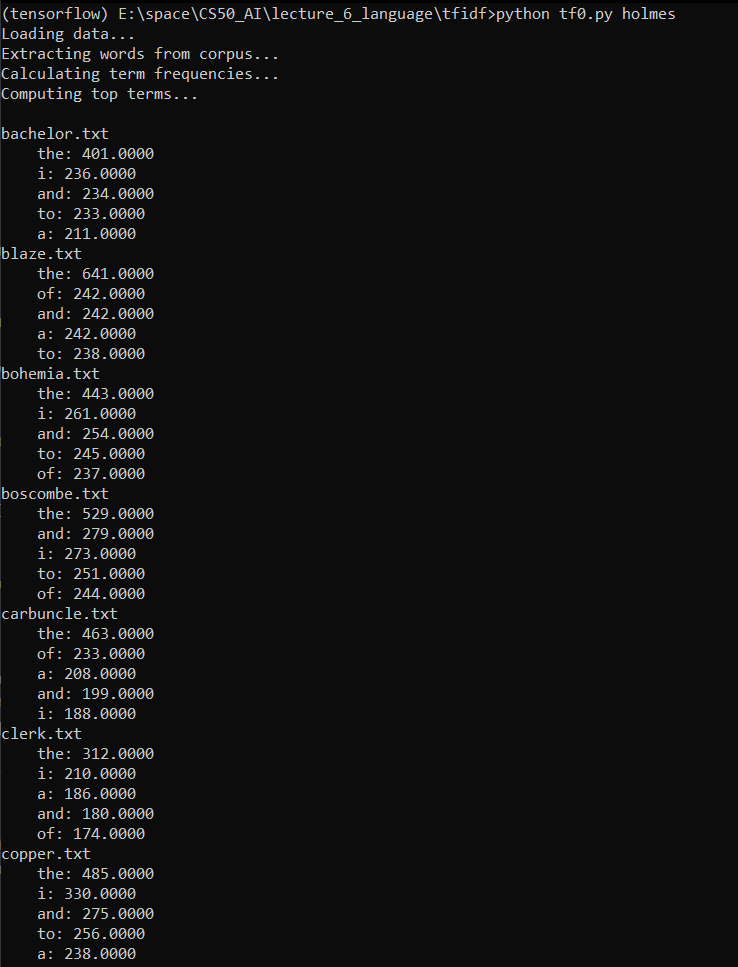 (tensorflow) E:\space\CS50_AI\lecture_6_language\tfidf>python tf0.py holmes
Loading data...
Extracting words from corpus...
Calculating term frequencies...
Computing top terms...

bachelor.txt
    the: 401.0000
    i: 236.0000
    and: 234.0000
    to: 233.0000
    a: 211.0000
blaze.txt
    the: 641.0000
    of: 242.0000
    and: 242.0000
    a: 242.0000
    to: 238.0000
bohemia.txt
    the: 443.0000
    i: 261.0000
    and: 254.0000
    to: 245.0000
    of: 237.0000
boscombe.txt
    the: 529.0000
    and: 279.0000
    i: 273.0000
    to: 251.0000
    of: 244.0000
carbuncle.txt
    the: 463.0000
    of: 233.0000
    a: 208.0000
    and: 199.0000
    i: 188.0000
clerk.txt
    the: 312.0000
    i: 210.0000
    a: 186.0000
    and: 180.0000
    of: 174.0000
copper.txt
    the: 485.0000
    i: 330.0000
    and: 275.0000
    to: 256.0000
    a: 238.0000